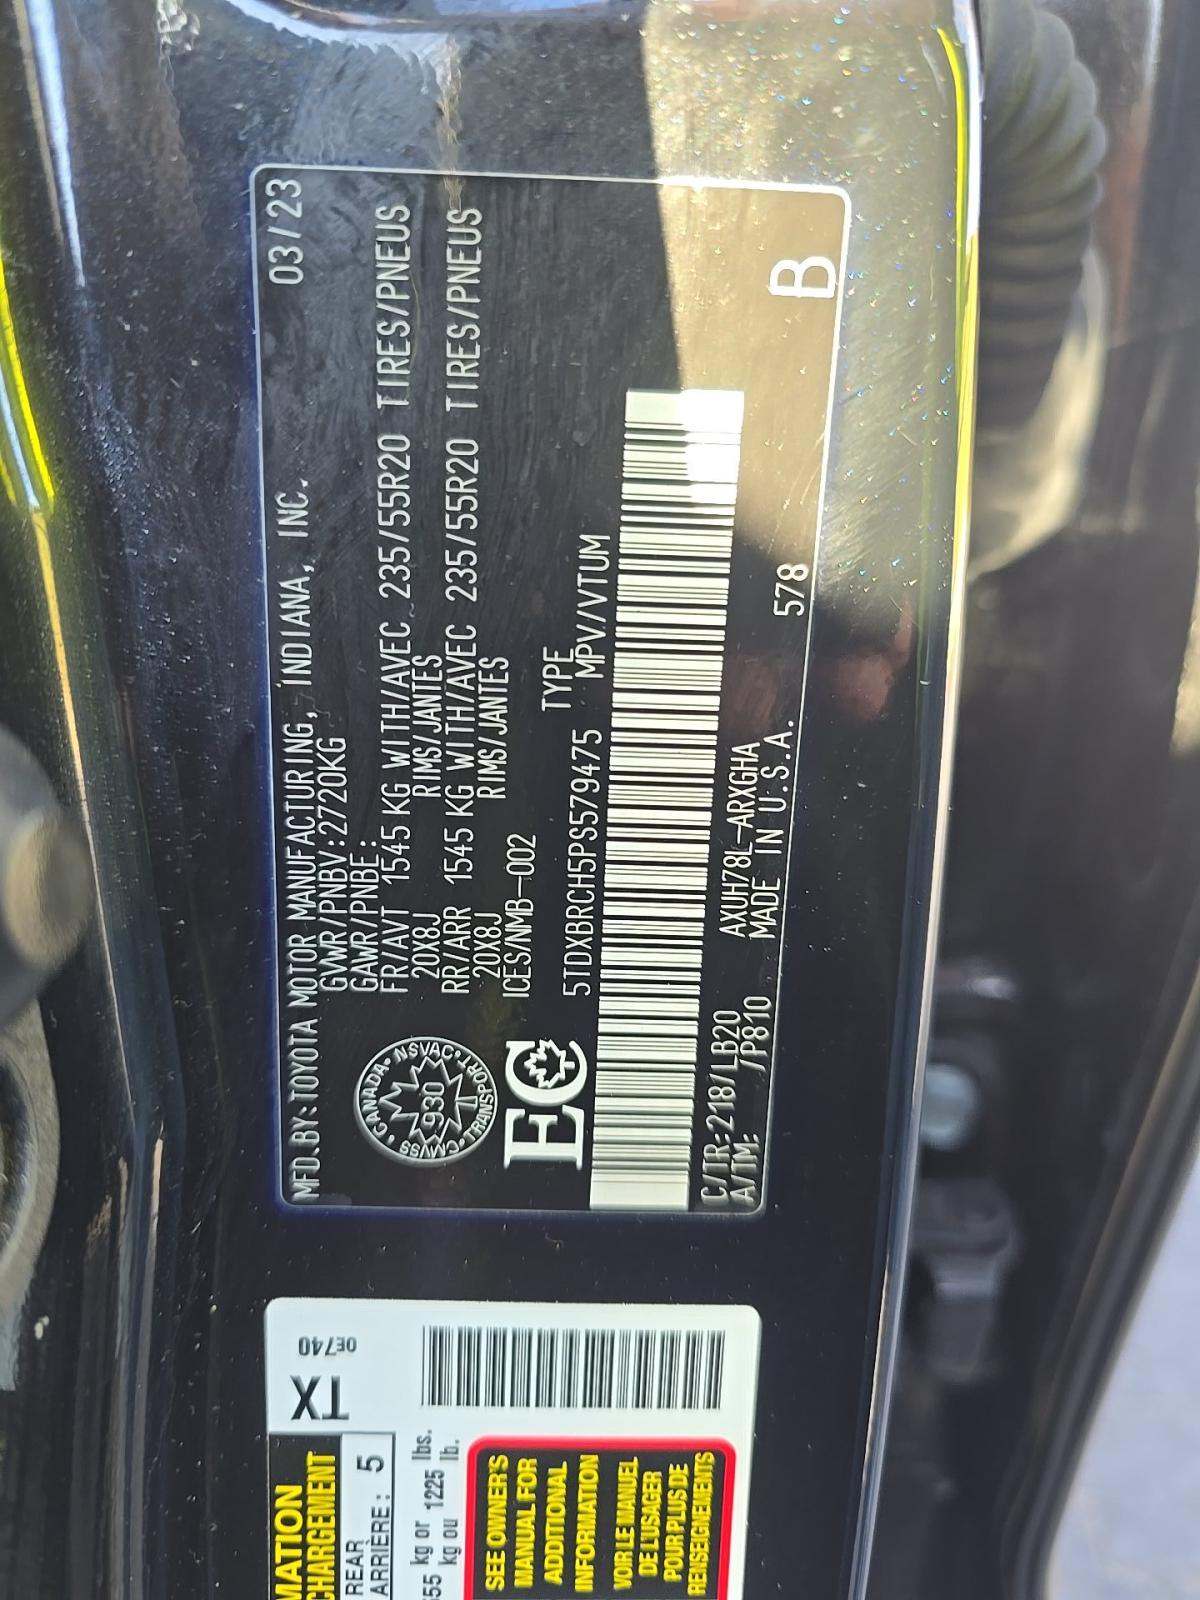 MFD.BY:TOYOTA MOTOR MANUFACTURING, INDIANA, INC. 03/23
GVWR/PNBV:2720KG
GAWR/PNBE:
FR/AVT 1545 KG WITH/AVEC 235/55R20 TIRES/PNEUS
20X8J RIMS/JANTES
RR/ARR 1545 KG WITH/AVEC 235/55R20 TIRES/PNEUS
20X8J RIMS/JANTES
ICES/NMB-002
CANADA NSVAC
930
CMVSS TRANSPORT
EC
TYPE
5TDXBRCH5PS579475 MPV/VTUM
C/TR:218/LB20 AXUH78L-ARXGHA
A/TM: /P810 MADE IN U.S.A. 578 B
MATION
CHARGEMENT
TX
0E740
REAR
ARRIÈRE: 5
55 kg or 1225 lbs.
kg ou lb.
SEE OWNER'S
MANUAL FOR
ADDITIONAL
INFORMATION
VOIR LE MANUEL
DE L'USAGER
POUR PLUS DE
RENSEIGNEMENTS